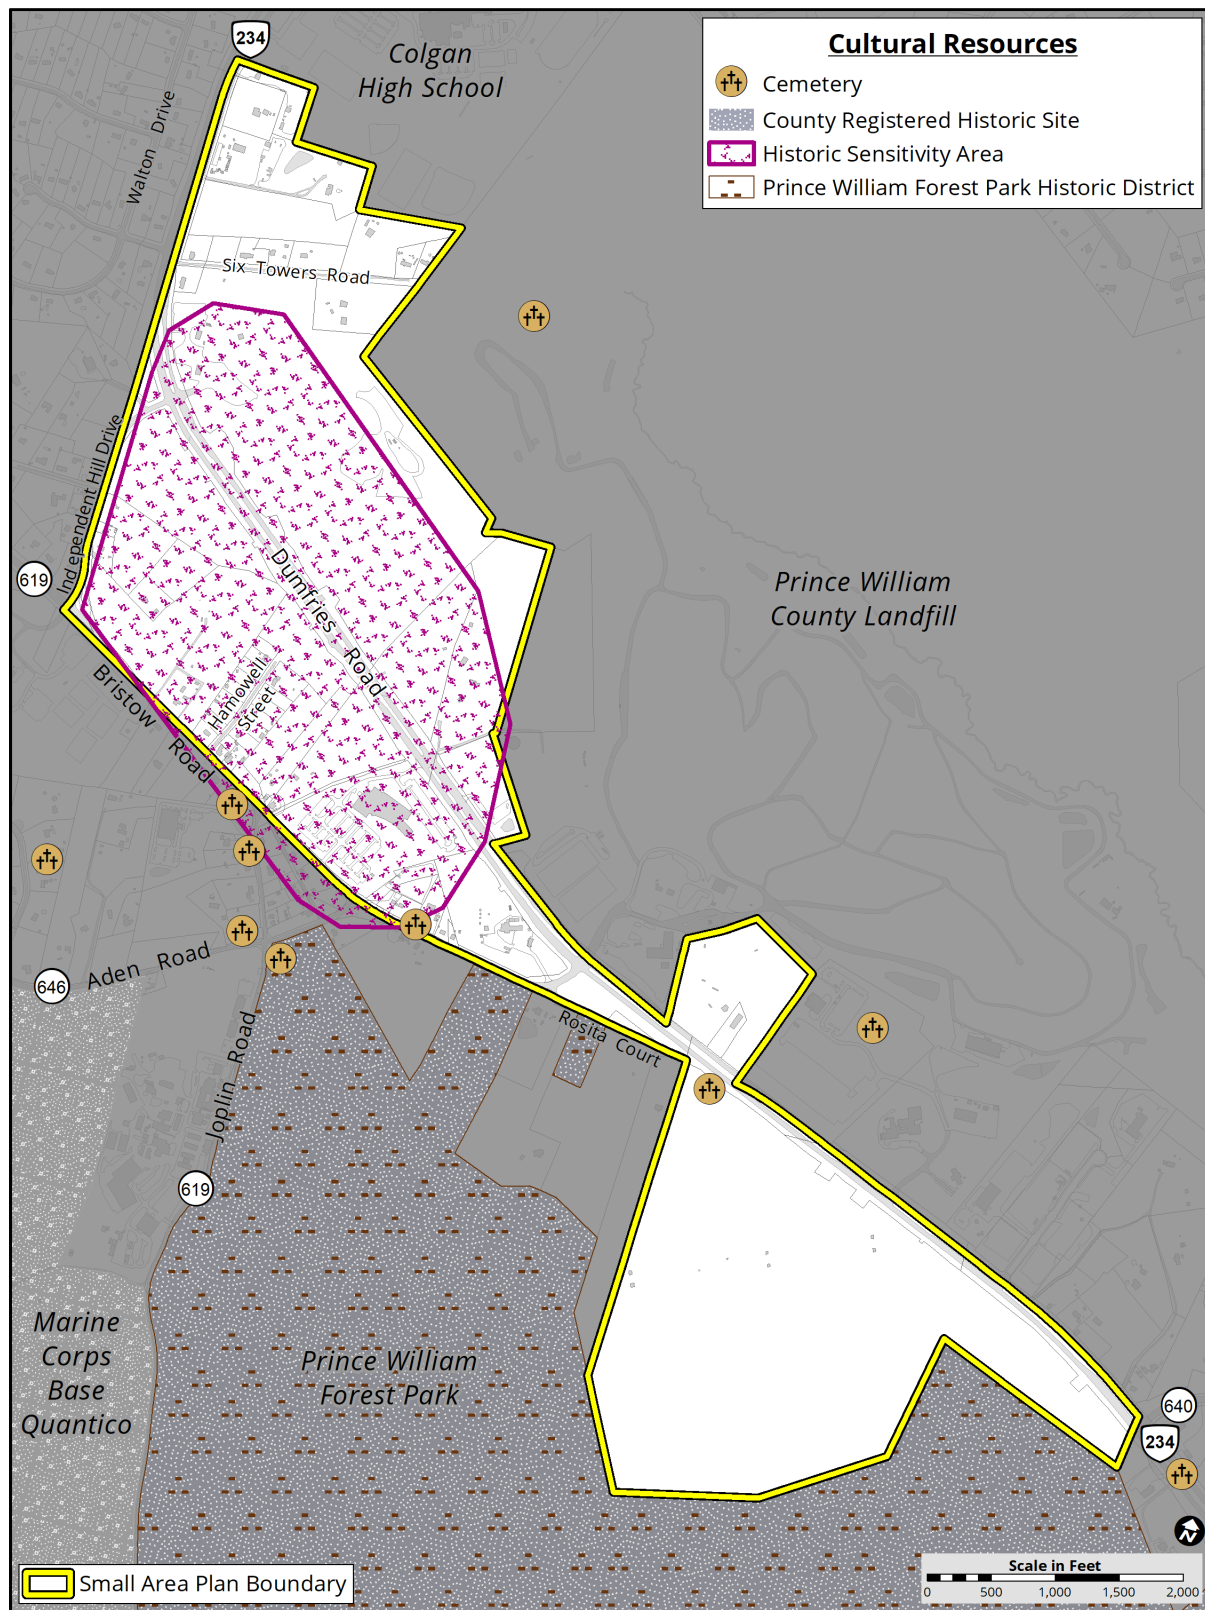 234
Colgan
High School
Cultural Resources
Cemetery
County Registered Historic Site
Historic Sensitivity Area
Prince William Forest Park Historic District
Walton Drive
Six Towers Road
Independent Hill Drive
619
Dumfries Road
Prince William
County Landfill
Hamowell
Street
Bristow Road
Aden Road
646
Rosita Court
Joplin Road
619
Marine
Corps
Base
Quantico
Prince William
Forest Park
640
234
N
Small Area Plan Boundary
Scale in Feet
0 500 1,000 1,500 2,000